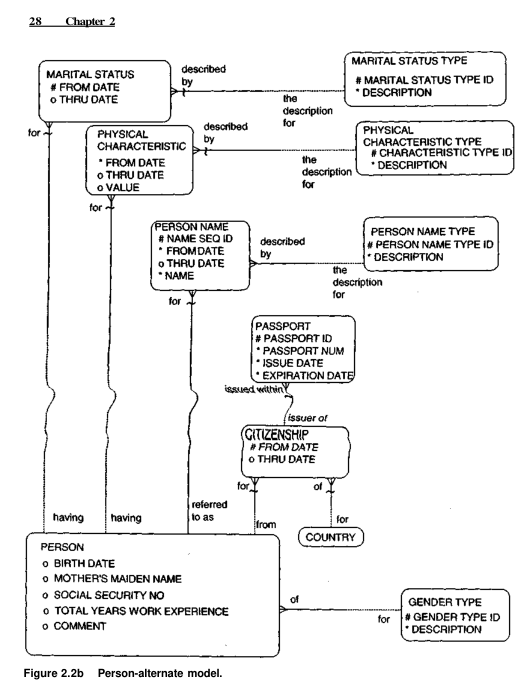 28 Chapter 2
MARITAL STATUS
# FROM DATE
o THRU DATE
described
by
the
description
for
MARITAL STATUS TYPE
# MARITAL STATUS TYPE ID
* DESCRIPTION
for
PHYSICAL
CHARACTERISTIC
* FROM DATE
o THRU DATE
o VALUE
described
by
the
description
for
PHYSICAL
CHARACTERISTIC TYPE
# CHARACTERISTIC TYPE ID
* DESCRIPTION
for
PERSON NAME
# NAME SEQ ID
* FROM DATE
o THRU DATE
* NAME
described
by
the
description
for
PERSON NAME TYPE
# PERSON NAME TYPE ID
* DESCRIPTION
for
PASSPORT
# PASSPORT ID
* PASSPORT NUM
* ISSUE DATE
* EXPIRATION DATE
issued within
issuer of
CITIZENSHIP
# FROM DATE
o THRU DATE
for
of
having
having
referred
to as
from
for
COUNTRY
PERSON
o BIRTH DATE
o MOTHER'S MAIDEN NAME
o SOCIAL SECURITY NO
o TOTAL YEARS WORK EXPERIENCE
o COMMENT
of
for
GENDER TYPE
# GENDER TYPE ID
* DESCRIPTION
Figure 2.2b Person-alternate model.